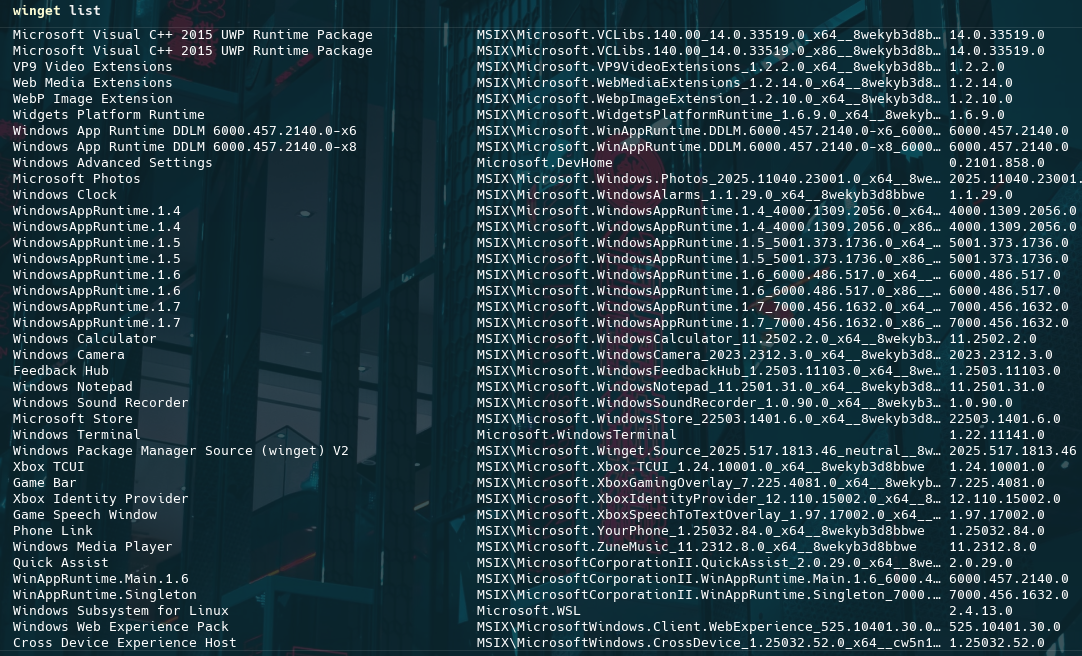 winget list
Microsoft Visual C++ 2015 UWP Runtime Package MSIX\Microsoft.VCLibs.140.00_14.0.33519.0_x64__8wekyb3d8b… 14.0.33519.0
Microsoft Visual C++ 2015 UWP Runtime Package MSIX\Microsoft.VCLibs.140.00_14.0.33519.0_x86__8wekyb3d8b… 14.0.33519.0
VP9 Video Extensions MSIX\Microsoft.VP9VideoExtensions_1.2.2.0_x64__8wekyb3d8b… 1.2.2.0
Web Media Extensions MSIX\Microsoft.WebMediaExtensions_1.2.14.0_x64__8wekyb3d8… 1.2.14.0
WebP Image Extension MSIX\Microsoft.WebpImageExtension_1.2.10.0_x64__8wekyb3d8… 1.2.10.0
Widgets Platform Runtime MSIX\Microsoft.WidgetsPlatformRuntime_1.6.9.0_x64__8wekyb… 1.6.9.0
Windows App Runtime DDLM 6000.457.2140.0-x6 MSIX\Microsoft.WinAppRuntime.DDLM.6000.457.2140.0-x6_6000… 6000.457.2140.0
Windows App Runtime DDLM 6000.457.2140.0-x8 MSIX\Microsoft.WinAppRuntime.DDLM.6000.457.2140.0-x8_6000… 6000.457.2140.0
Windows Advanced Settings Microsoft.DevHome 0.2101.858.0
Microsoft Photos MSIX\Microsoft.Windows.Photos_2025.11040.23001.0_x64__8we… 2025.11040.23001.
Windows Clock MSIX\Microsoft.WindowsAlarms_1.1.29.0_x64__8wekyb3d8bbwe 1.1.29.0
WindowsAppRuntime.1.4 MSIX\Microsoft.WindowsAppRuntime.1.4_4000.1309.2056.0_x64… 4000.1309.2056.0
WindowsAppRuntime.1.4 MSIX\Microsoft.WindowsAppRuntime.1.4_4000.1309.2056.0_x86… 4000.1309.2056.0
WindowsAppRuntime.1.5 MSIX\Microsoft.WindowsAppRuntime.1.5_5001.373.1736.0_x64_… 5001.373.1736.0
WindowsAppRuntime.1.5 MSIX\Microsoft.WindowsAppRuntime.1.5_5001.373.1736.0_x86_… 5001.373.1736.0
WindowsAppRuntime.1.6 MSIX\Microsoft.WindowsAppRuntime.1.6_6000.486.517.0_x64__… 6000.486.517.0
WindowsAppRuntime.1.6 MSIX\Microsoft.WindowsAppRuntime.1.6_6000.486.517.0_x86__… 6000.486.517.0
WindowsAppRuntime.1.7 MSIX\Microsoft.WindowsAppRuntime.1.7_7000.456.1632.0_x64_… 7000.456.1632.0
WindowsAppRuntime.1.7 MSIX\Microsoft.WindowsAppRuntime.1.7_7000.456.1632.0_x86_… 7000.456.1632.0
Windows Calculator MSIX\Microsoft.WindowsCalculator_11.2502.2.0_x64__8wekyb3… 11.2502.2.0
Windows Camera MSIX\Microsoft.WindowsCamera_2023.2312.3.0_x64__8wekyb3d8… 2023.2312.3.0
Feedback Hub MSIX\Microsoft.WindowsFeedbackHub_1.2503.11103.0_x64__8we… 1.2503.11103.0
Windows Notepad MSIX\Microsoft.WindowsNotepad_11.2501.31.0_x64__8wekyb3d8… 11.2501.31.0
Windows Sound Recorder MSIX\Microsoft.WindowsSoundRecorder_1.0.90.0_x64__8wekyb3… 1.0.90.0
Microsoft Store MSIX\Microsoft.WindowsStore_22503.1401.6.0_x64__8wekyb3d8… 22503.1401.6.0
Windows Terminal Microsoft.WindowsTerminal 1.22.11141.0
Windows Package Manager Source (winget) V2 MSIX\Microsoft.Winget.Source_2025.517.1813.46_neutral__8w… 2025.517.1813.46
Xbox TCUI MSIX\Microsoft.Xbox.TCUI_1.24.10001.0_x64__8wekyb3d8bbwe 1.24.10001.0
Game Bar MSIX\Microsoft.XboxGamingOverlay_7.225.4081.0_x64__8wekyb… 7.225.4081.0
Xbox Identity Provider MSIX\Microsoft.XboxIdentityProvider_12.110.15002.0_x64__8… 12.110.15002.0
Game Speech Window MSIX\Microsoft.XboxSpeechToTextOverlay_1.97.17002.0_x64__… 1.97.17002.0
Phone Link MSIX\Microsoft.YourPhone_1.25032.84.0_x64__8wekyb3d8bbwe 1.25032.84.0
Windows Media Player MSIX\Microsoft.ZuneMusic_11.2312.8.0_x64__8wekyb3d8bbwe 11.2312.8.0
Quick Assist MSIX\MicrosoftCorporationII.QuickAssist_2.0.29.0_x64__8we… 2.0.29.0
WinAppRuntime.Main.1.6 MSIX\MicrosoftCorporationII.WinAppRuntime.Main.1.6_6000.4… 6000.457.2140.0
WinAppRuntime.Singleton MSIX\MicrosoftCorporationII.WinAppRuntime.Singleton_7000.… 7000.456.1632.0
Windows Subsystem for Linux Microsoft.WSL 2.4.13.0
Windows Web Experience Pack MSIX\MicrosoftWindows.Client.WebExperience_525.10401.30.0… 525.10401.30.0
Cross Device Experience Host MSIX\MicrosoftWindows.CrossDevice_1.25032.52.0_x64__cw5n1… 1.25032.52.0